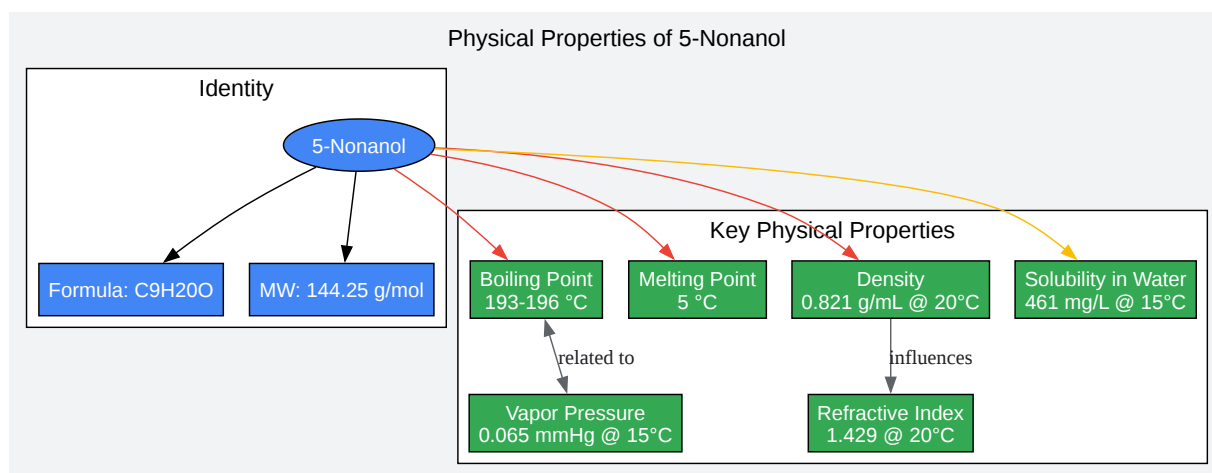 Physical Properties of 5-Nonanol
Identity
5-Nonanol
Formula: C9H20O
MW: 144.25 g/mol
Key Physical Properties
Boiling Point
193-196 °C
Melting Point
5 °C
Density
0.821 g/mL @ 20°C
Solubility in Water
461 mg/L @ 15°C
related to
influences
Vapor Pressure
0.065 mmHg @ 15°C
Refractive Index
1.429 @ 20°C